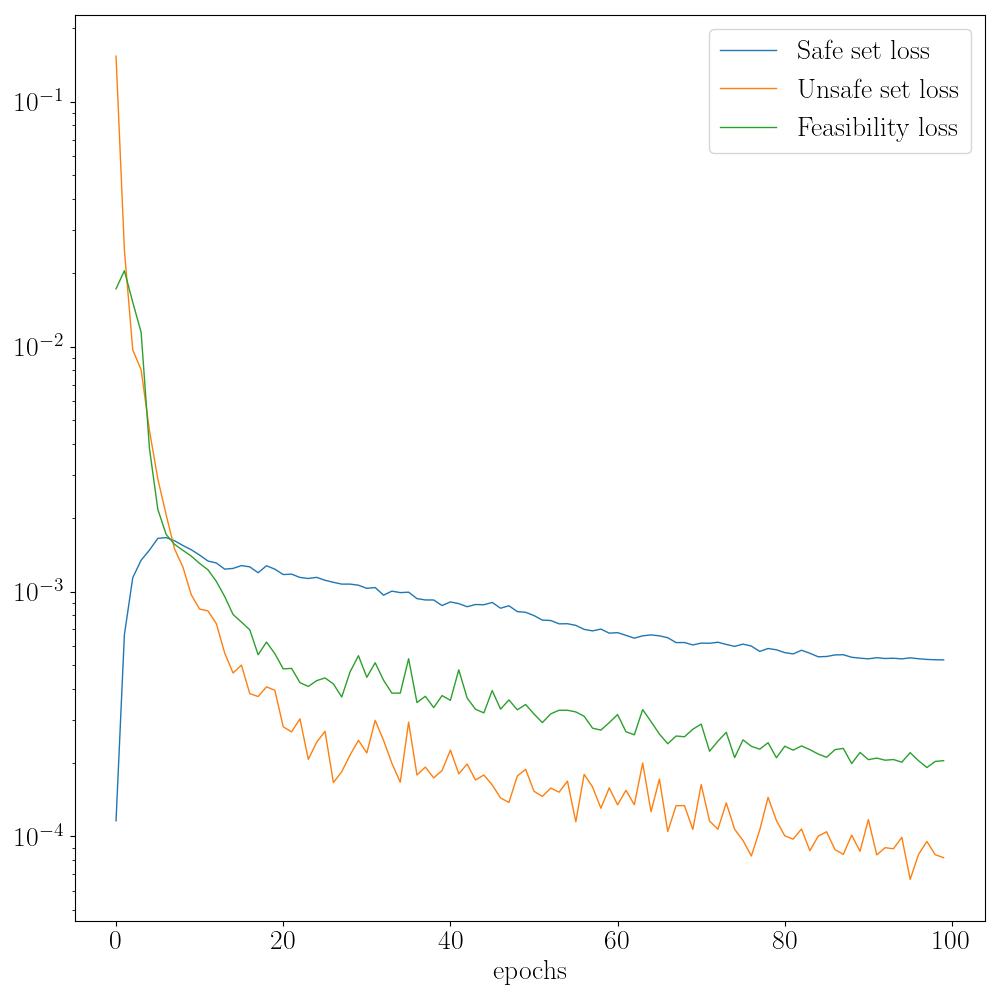 Safe set loss
Unsafe set loss
Feasibility loss
10⁻¹
10⁻²
10⁻³
10⁻⁴
0 20 40 60 80 100
epochs